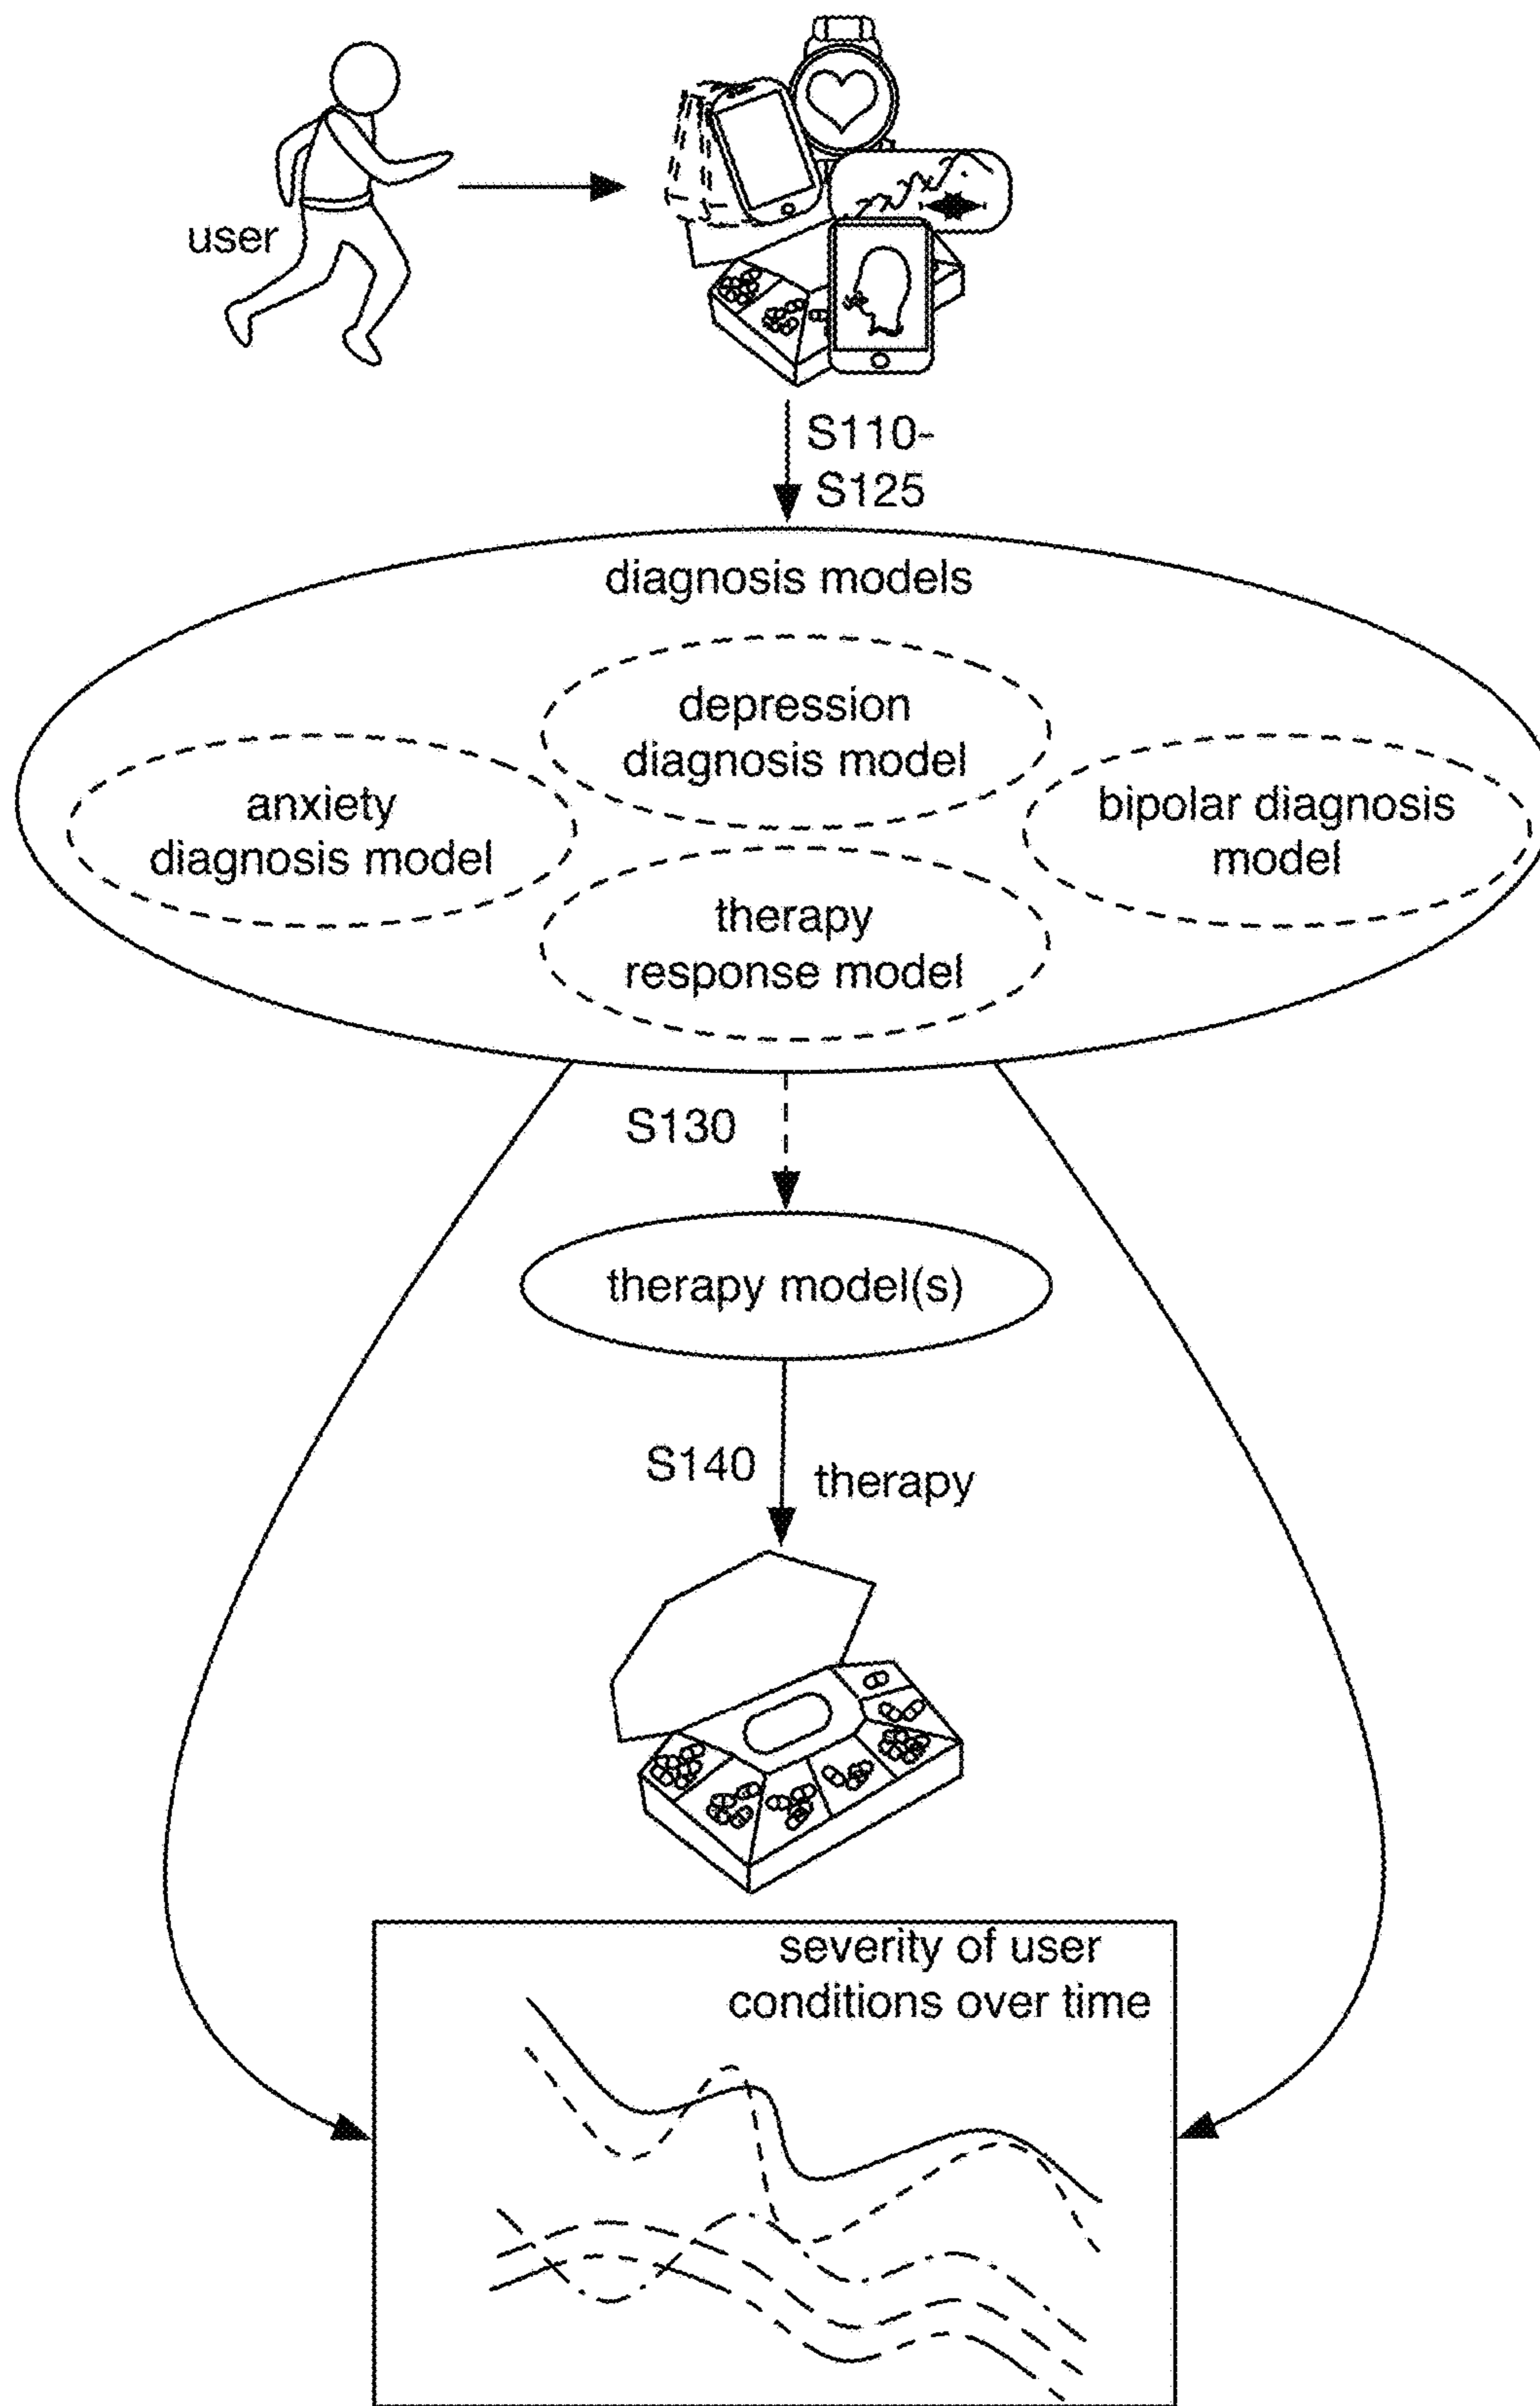 user
S110-
S125
diagnosis models
depression
diagnosis model
anxiety
diagnosis model
bipolar diagnosis
model
therapy
response model
S130
therapy model(s)
S140
therapy
severity of user
conditions over time